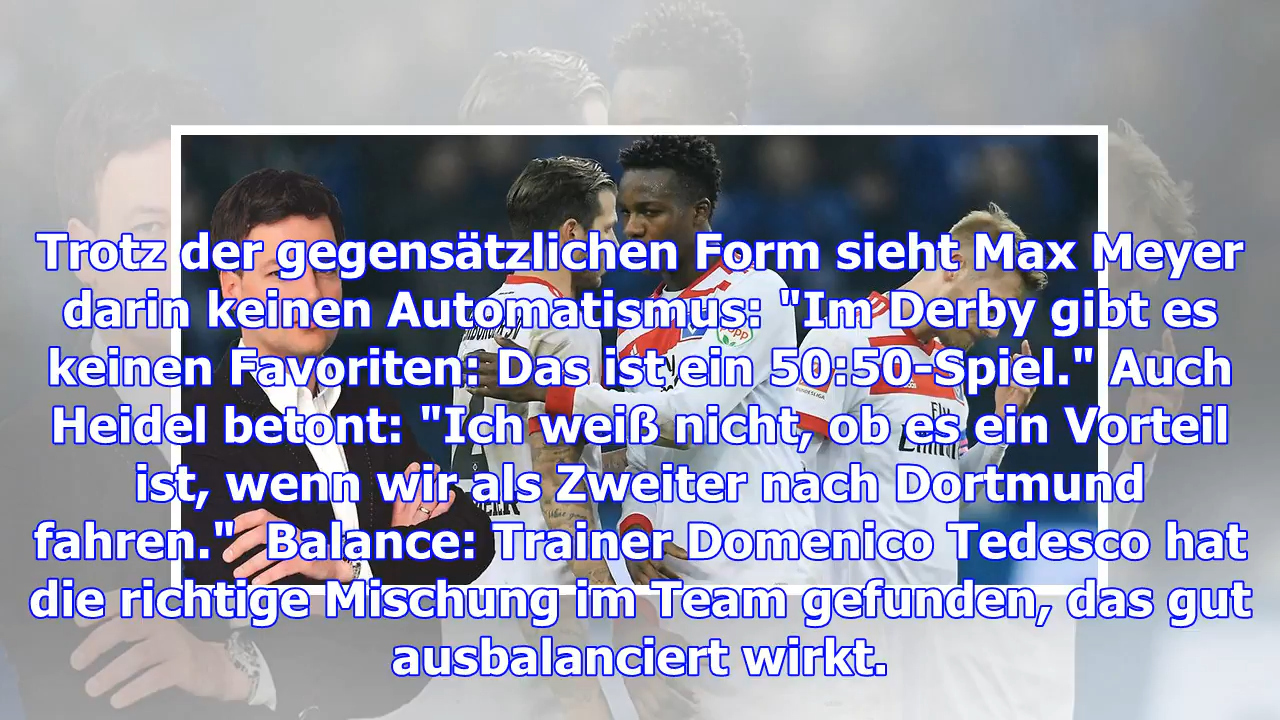 Trotz der gegensätzlichen Form sieht Max Meyer
darin keinen Automatismus: "Im Derby gibt es
keinen Favoriten: Das ist ein 50:50-Spiel." Auch
Heidel betont: "Ich weiß nicht, ob es ein Vorteil
ist, wenn wir als Zweiter nach Dortmund
fahren."  Balance: Trainer Domenico Tedesco hat
die richtige Mischung im Team gefunden, das gut
ausbalanciert wirkt.